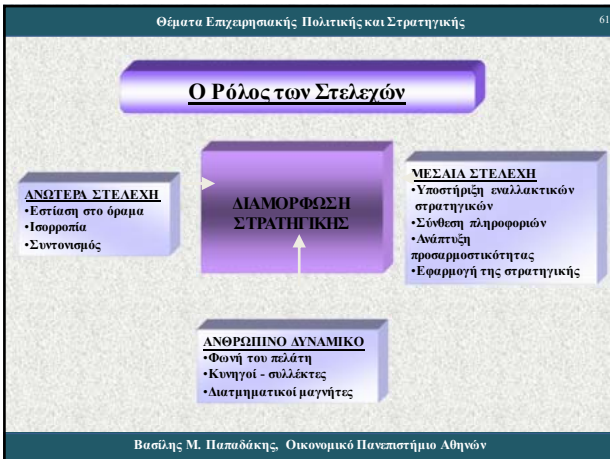 Θέματα Επιχειρησιακής Πολιτικής και Στρατηγικής
61
Ο Ρόλος των Στελεχών
ΑΝΩΤΕΡΑ ΣΤΕΛΕΧΗ
•Εστίαση στο όραμα
•Ισορροπία
•Συντονισμός
ΔΙΑΜΟΡΦΩΣΗ
ΣΤΡΑΤΗΓΙΚΗΣ
ΜΕΣΑΙΑ ΣΤΕΛΕΧΗ
•Υποστήριξη εναλλακτικών
στρατηγικών
•Σύνθεση πληροφοριών
•Ανάπτυξη
προσαρμοστικότητας
•Εφαρμογή της στρατηγικής
ΑΝΘΡΩΠΙΝΟ ΔΥΝΑΜΙΚΟ
•Φωνή του πελάτη
•Κυνηγοί - συλλέκτες
•Διατμηματικοί μαγνήτες
Βασίλης Μ. Παπαδάκης, Οικονομικό Πανεπιστήμιο Αθηνών